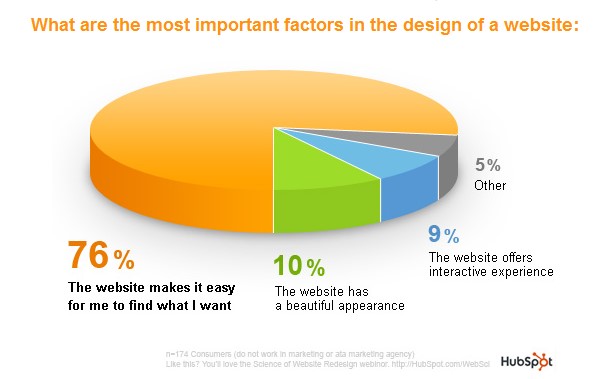 What are the most important factors in the design of a website:
76%
The website makes it easy
for me to find what I want
10%
The website has
a beautiful appearance
9%
The website offers
interactive experience
5%
Other
n=174 Consumers (do not work in marketing or ata marketing agency)
Like this? You'll love the Science of Website Redesign webinor. http://HubSpot.com/WebSci
HubSpot